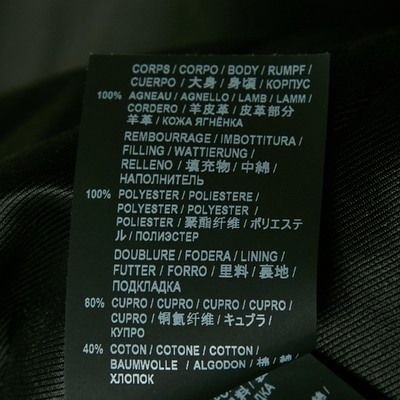 CORPS / CORPO / BODY / RUMPF /
CUERPO / 大身 / 身頃 / КОРПУС
100% AGNEAU / AGNELLO / LAMB / LAMM /
CORDERO / 羊皮革 / 皮革部分
羊革 / КОЖА ЯГНЁНКА
REMBOURRAGE / IMBOTTITURA /
FILLING / WATTIERUNG /
RELLENO / 填充物 / 中綿 /
НАПОЛНИТЕЛЬ
100% POLYESTER / POLIESTERE /
POLYESTER / POLYESTER /
POLIESTER / 聚酯纤维 / ポリエステ
ル / ПОЛИЭСТЕР
DOUBLURE / FODERA / LINING /
FUTTER / FORRO / 里料 / 裏地 /
ПОДКЛАДКА
60% CUPRO / CUPRO / CUPRO / CUPRO /
CUPRO / 铜氨纤维 / キュプラ /
КУПРО
40% COTON / COTONE / COTTON /
BAUMWOLLE / ALGODON / 棉 / 綿 /
ХЛОПОК